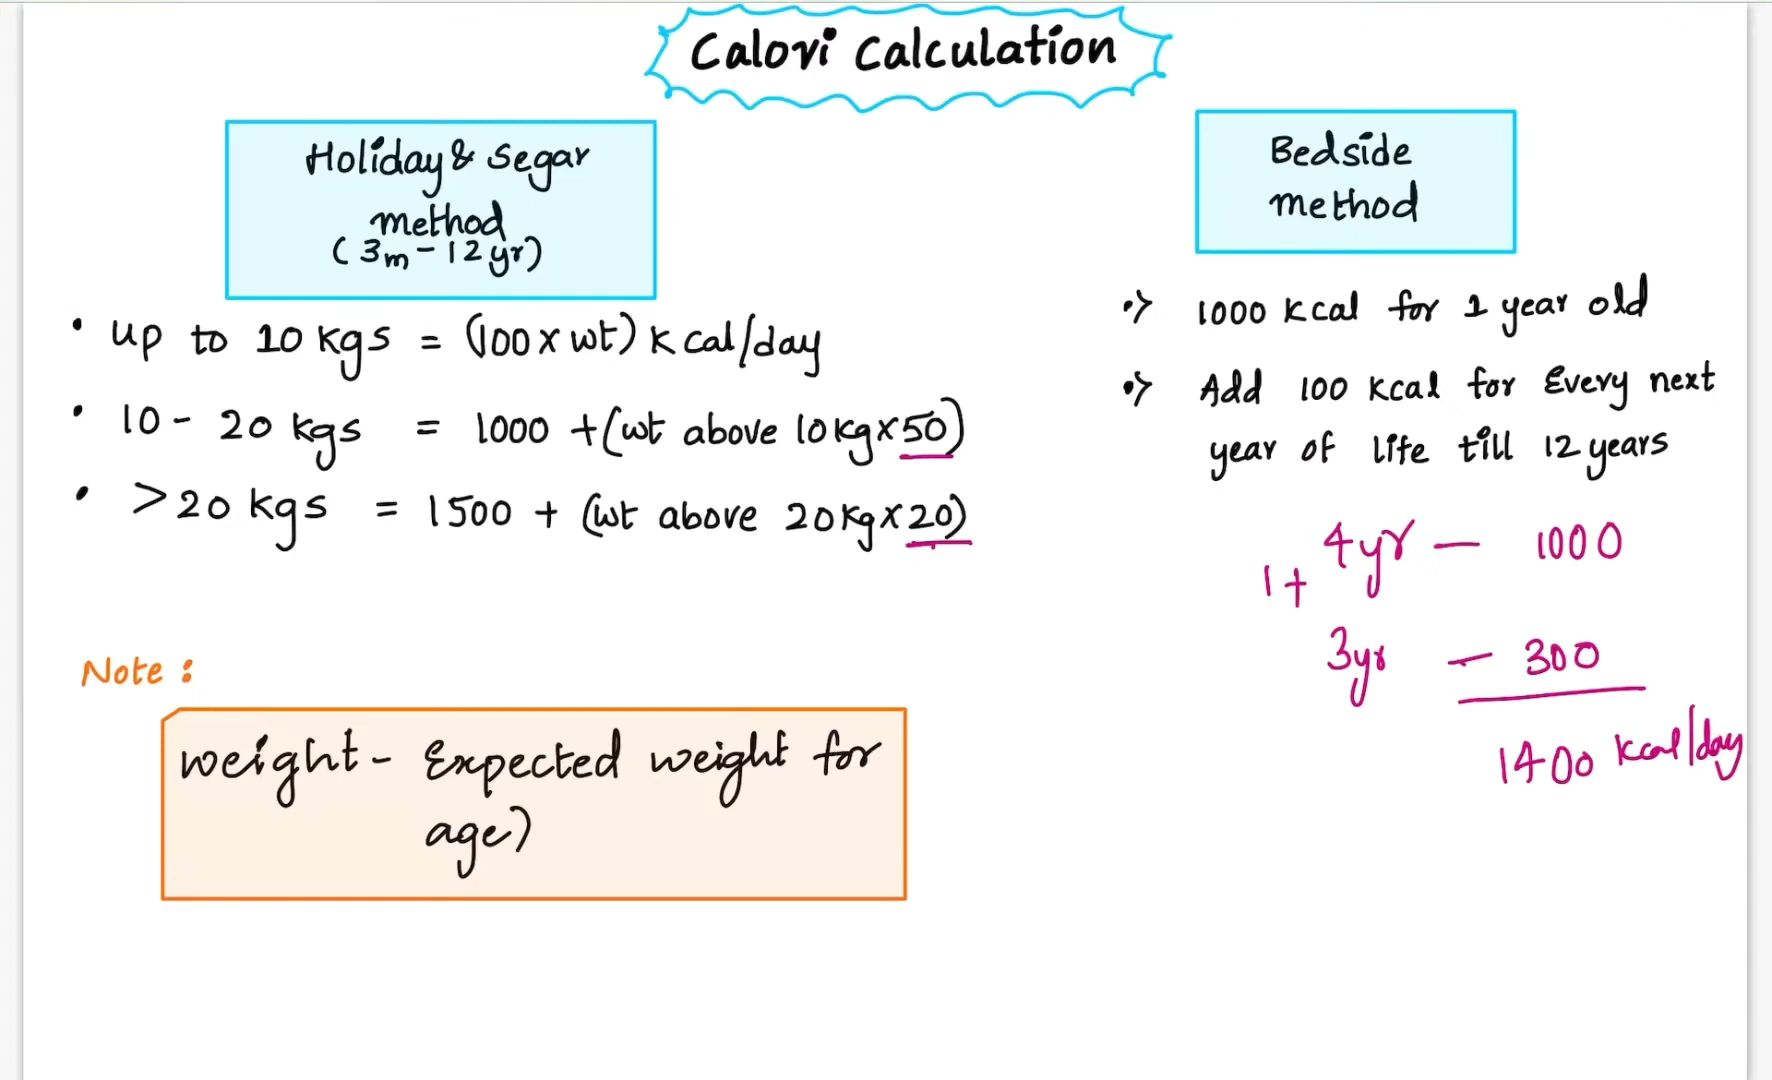 Calori Calculation
Holiday & Segar
method
(3m - 12 yr)
• up to 10 kgs = (100 x wt) K cal/day
• 10 - 20 kgs = 1000 + (wt above 10kg x 50)
• > 20 kgs = 1500 + (wt above 20kg x 20)
Note :
weight - Expected weight for
age)
Bedside
method
•> 1000 Kcal for 1 year old
•> Add 100 Kcal for Every next
year of life till 12 years
4yr — 1000
1+
3yr — 300
1400 Kcal/day